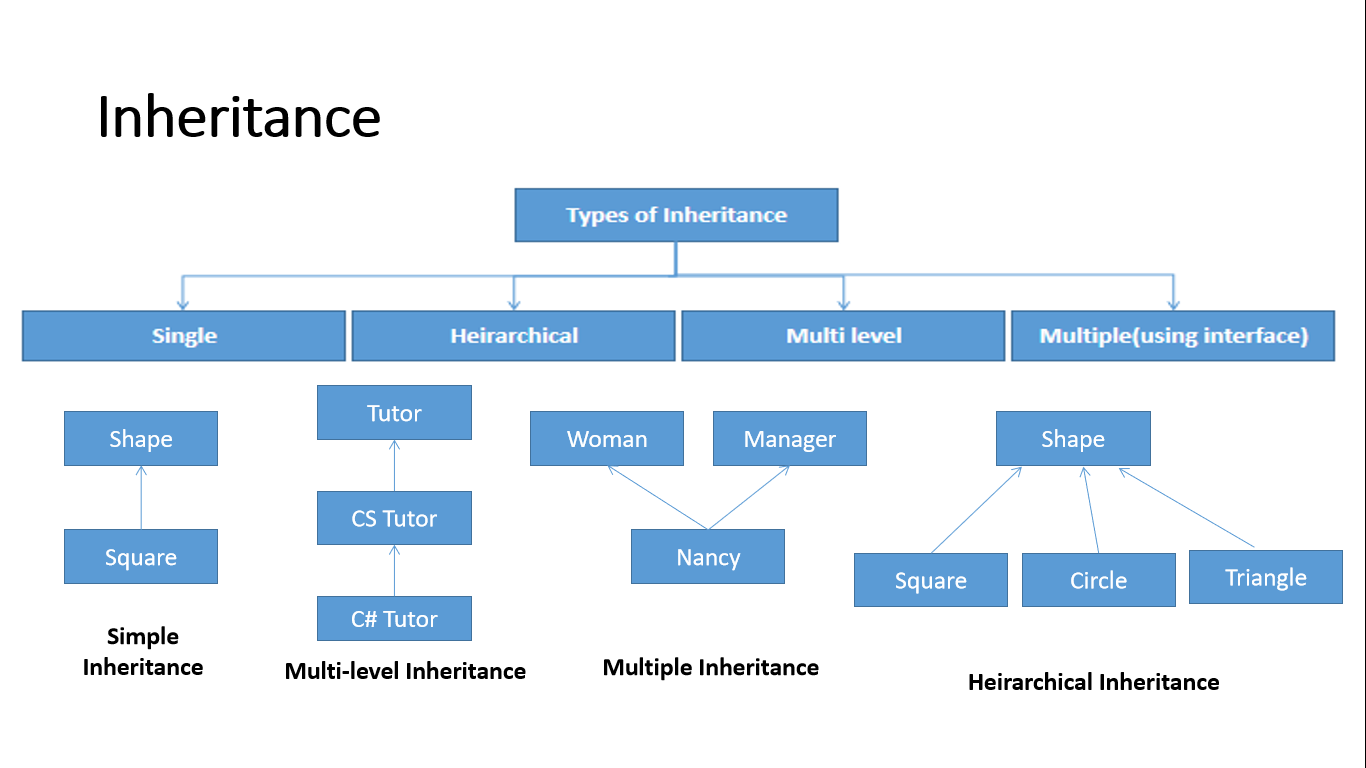 Inheritance
Types of Inheritance
Single
Heirarchical
Multi level
Multiple(using interface)
Shape
Square
Simple
Inheritance
Tutor
CS Tutor
C# Tutor
Multi-level Inheritance
Woman
Manager
Nancy
Multiple Inheritance
Shape
Square
Circle
Triangle
Heirarchical Inheritance